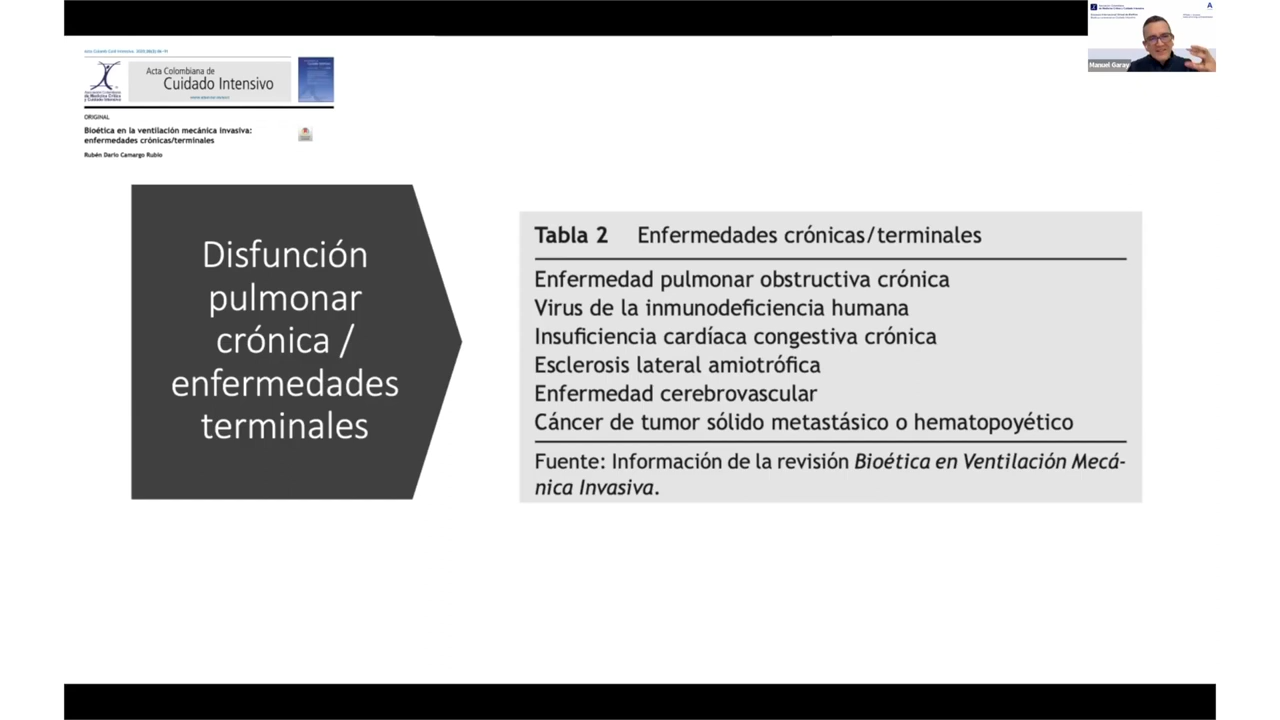 Acta Colombiana de
Cuidado Intensivo
ORIGINAL
Bioética en la ventilación mecánica invasiva:
enfermedades crónicas/terminales
Rubén Darío Camargo Rubio
Manuel Garay
Disfunción
pulmonar
crónica /
enfermedades
terminales
Tabla 2 Enfermedades crónicas/terminales
Enfermedad pulmonar obstructiva crónica
Virus de la inmunodeficiencia humana
Insuficiencia cardíaca congestiva crónica
Esclerosis lateral amiotrófica
Enfermedad cerebrovascular
Cáncer de tumor sólido metastásico o hematopoyético
Fuente: Información de la revisión Bioética en Ventilación Mecá-
nica Invasiva.